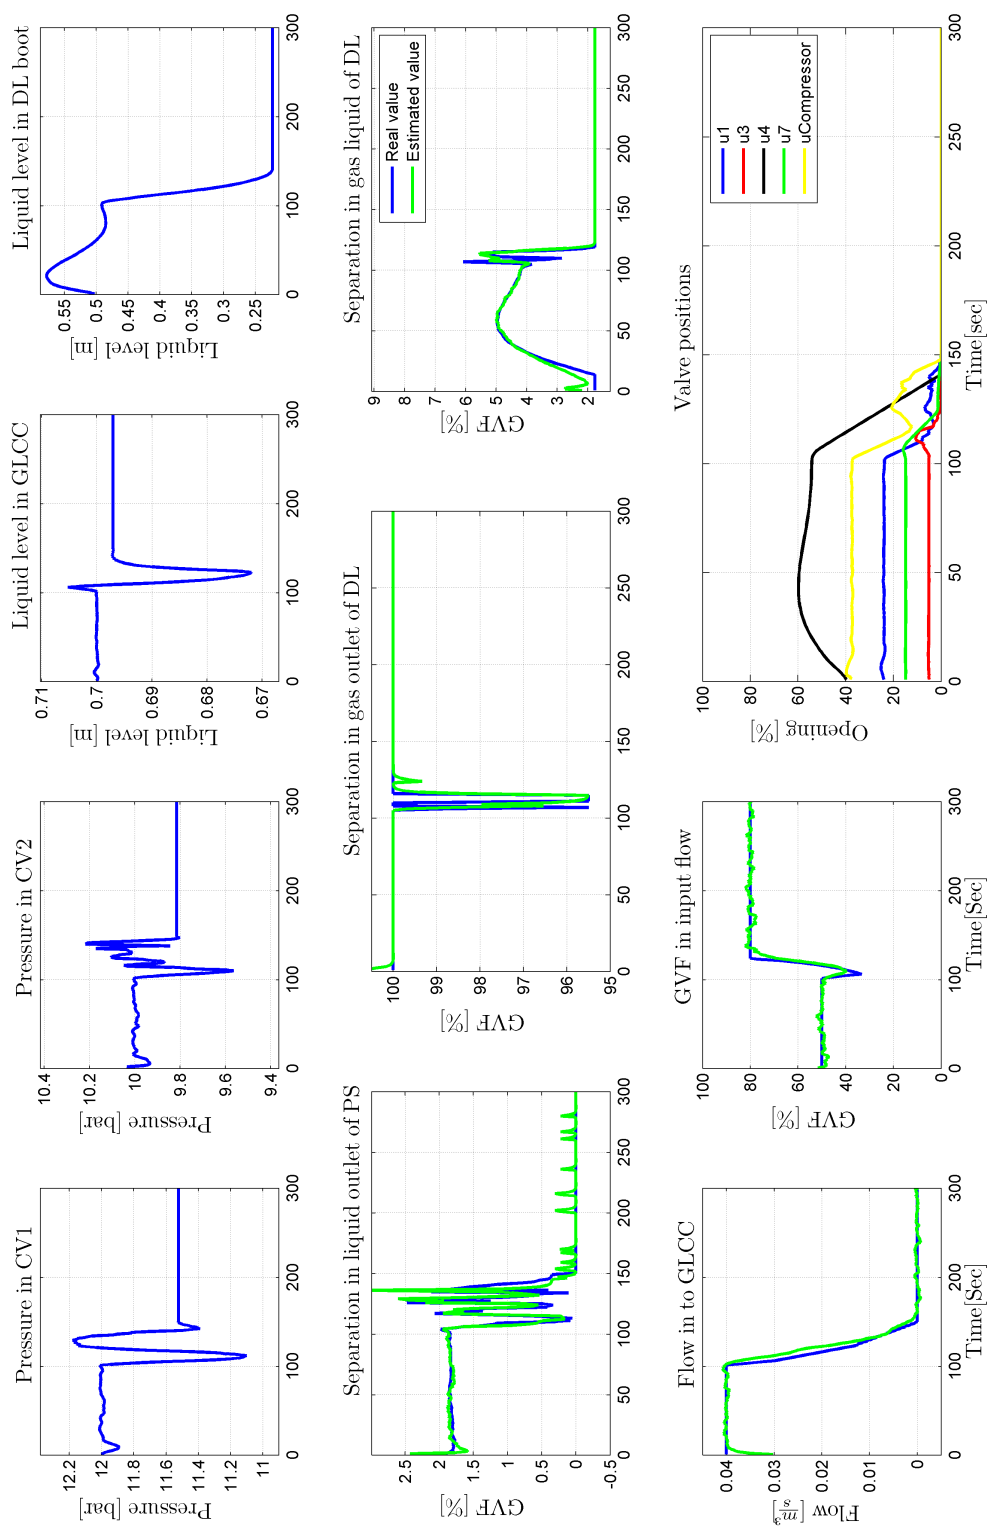 Pressure in CV1
Pressure [bar]
12.2
12
11.8
11.6
11.4
11.2
11
0 100 200 300
Pressure in CV2
Pressure [bar]
10.4
10.2
10
9.8
9.6
9.4
0 100 200 300
Liquid level in GLCC
Liquid level [m]
0.71
0.7
0.69
0.68
0.67
0 100 200 300
Liquid level in DL boot
Liquid level [m]
0.55
0.5
0.45
0.4
0.35
0.3
0.25
0 100 200 300
Separation in liquid outlet of PS
GVF [%]
2.5
2
1.5
1
0.5
0
-0.5
0 50 100 150 200 250 300
Separation in gas outlet of DL
GVF [%]
100
99
98
97
96
95
0 50 100 150 200 250 300
Separation in gas liquid of DL
GVF [%]
9
8
7
6
5
4
3
2
0 50 100 150 200 250 300
Real value
Estimated value
Flow in to GLCC
Flow [m³/s]
0.04
0.03
0.02
0.01
0
0 100 200 300
Time[Sec]
GVF in input flow
GVF [%]
100
80
60
40
20
0
0 100 200 300
Time[Sec]
Valve positions
Opening [%]
100
80
60
40
20
0
0 50 100 150 200 250 300
Time[sec]
u1
u3
u4
u7
uCompressor